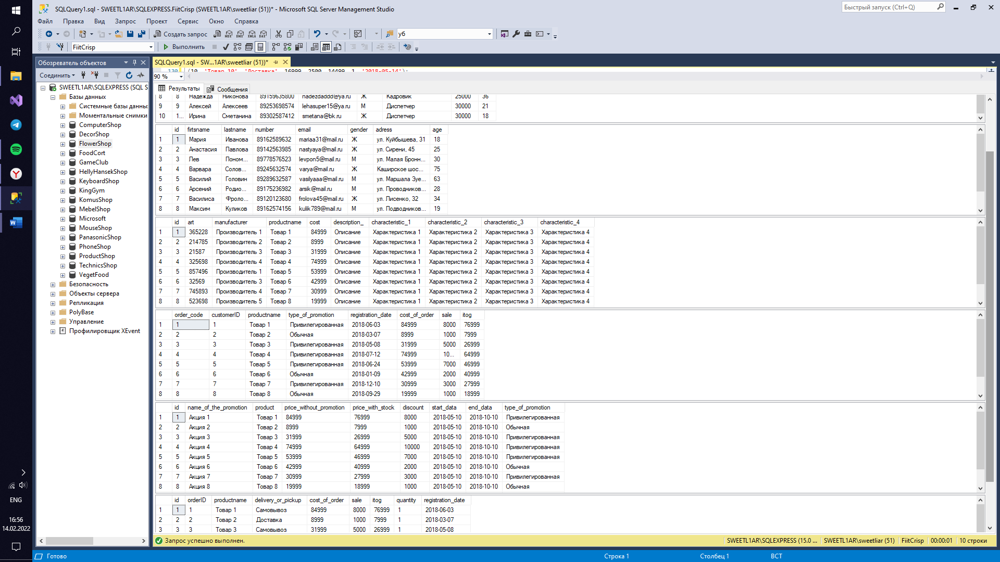 SQLQuery1.sql - SWEETL1AR\SQLEXPRESS.FiitCrisp (SWEETL1AR\sweetliar (51))* - Microsoft SQL Server Management Studio
Быстрый запуск (Ctrl+Q)
Файл Правка Вид Запрос Проект Сервис Окно Справка
Создать запрос MDX DMX XMLA DAX у6
FiitCrisp Выполнить
Обозреватель объектов
Соединить
SWEETL1AR\SQLEXPRESS (SQL S
Базы данных
Системные базы данны
Моментальные снимки
ComputerShop
DecorShop
FlowerShop
FoodCort
GameClub
HellyHansekShop
KeyboardShop
KingGym
KomusShop
MebelShop
Microsoft
MouseShop
PanasonicShop
PhoneShop
ProductShop
TechnicsShop
VegetFood
Безопасность
Объекты сервера
Репликация
PolyBase
Управление
Профилировщик XEvent
SQLQuery1.sql - SW...1AR\sweetliar (51))*
130 (10, 'Товар 10', 'Доставка', 16999, 2500, 14499, 1, '2018-05-14');
90 %
Результаты Сообщения
8 8 Надежда Никонова 89159635800 nadezdaddd@ya.ru Ж Кадровик 25000 36
9 9 Алексей Алексеев 89253698574 lehasuper15@ya.ru М Диспетчер 30000 21
10 1... Ирина Сметанина 89302587412 smetana@bk.ru Ж Диспетчер 30000 18
id firtsname lastname number email gender adress age
1 1 Мария Иванова 89162589632 mariaa31@mail.ru Ж ул. Куйбышева, 31 18
2 2 Анастасия Павлова 89142563985 nastyaya@mail.ru Ж ул. Сирени, 45 25
3 3 Лев Поном... 89778576523 levpon5@mail.ru М ул. Малая Бронн... 30
4 4 Варвара Солов... 89245632574 varya@mail.ru Ж Каширское шос... 75
5 5 Василий Головин 89289632587 vasilyaaa@mail.ru М ул. Маршала Зуе... 63
6 6 Арсений Родио... 89175236982 arsik@mail.ru М ул. Проводников... 28
7 7 Василиса Фроло... 89120123680 frolova45@mail.ru Ж ул. Лисенко, 32 34
8 8 Максим Куликов 89162574156 kulik789@mail.ru М ул. Подводников... 19
id art manufacturer productname cost description_ characteristic_1 characteristic_2 characteristic_3 characteristic_4
1 1 365228 Производитель 1 Товар 1 84999 Описание Характеристика 1 Характеристика 2 Характеристика 3 Характеристика 4
2 2 214785 Производитель 2 Товар 2 8999 Описание Характеристика 1 Характеристика 2 Характеристика 3 Характеристика 4
3 3 21587 Производитель 3 Товар 3 31999 Описание Характеристика 1 Характеристика 2 Характеристика 3 Характеристика 4
4 4 325698 Производитель 4 Товар 4 74999 Описание Характеристика 1 Характеристика 2 Характеристика 3 Характеристика 4
5 5 857496 Производитель 1 Товар 5 53999 Описание Характеристика 1 Характеристика 2 Характеристика 3 Характеристика 4
6 6 32569 Производитель 3 Товар 6 42999 Описание Характеристика 1 Характеристика 2 Характеристика 3 Характеристика 4
7 7 745893 Производитель 4 Товар 7 30999 Описание Характеристика 1 Характеристика 2 Характеристика 3 Характеристика 4
8 8 523698 Производитель 5 Товар 8 19999 Описание Характеристика 1 Характеристика 2 Характеристика 3 Характеристика 4
order_code customerID productname type_of_promotion registration_date cost_of_order sale itog
1 1 1 Товар 1 Привилегированная 2018-06-03 84999 8000 76999
2 2 2 Товар 2 Обычная 2018-03-07 8999 1000 7999
3 3 3 Товар 3 Привилегированная 2018-05-08 31999 5000 26999
4 4 4 Товар 4 Привилегированная 2018-07-12 74999 10... 64999
5 5 5 Товар 5 Привилегированная 2018-06-24 53999 7000 46999
6 6 6 Товар 6 Обычная 2018-01-09 42999 2000 40999
7 7 7 Товар 7 Привилегированная 2018-12-10 30999 3000 27999
8 8 8 Товар 8 Обычная 2018-09-29 19999 1000 18999
id name_of_the_promotion product price_without_promotion price_with_stock discount start_data end_data type_of_promotion
1 1 Акция 1 Товар 1 84999 76999 8000 2018-05-10 2018-10-10 Привилегированная
2 2 Акция 2 Товар 2 8999 7999 1000 2018-05-10 2018-10-10 Обычная
3 3 Акция 3 Товар 3 31999 26999 5000 2018-05-10 2018-10-10 Привилегированная
4 4 Акция 4 Товар 4 74999 64999 10000 2018-05-10 2018-10-10 Привилегированная
5 5 Акция 5 Товар 5 53999 46999 7000 2018-05-10 2018-10-10 Привилегированная
6 6 Акция 6 Товар 6 42999 40999 2000 2018-05-10 2018-10-10 Обычная
7 7 Акция 7 Товар 7 30999 27999 3000 2018-05-10 2018-10-10 Привилегированная
8 8 Акция 8 Товар 8 19999 18999 1000 2018-05-10 2018-10-10 Обычная
id orderID productname delivery_or_pickup cost_of_order sale itog quantity registration_date
1 1 1 Товар 1 Самовывоз 84999 8000 76999 1 2018-06-03
2 2 2 Товар 2 Доставка 8999 1000 7999 1 2018-03-07
3 3 3 Товар 3 Самовывоз 31999 5000 26999 1 2018-05-08
Запрос успешно выполнен. SWEETL1AR\SQLEXPRESS (15.0 ... SWEETL1AR\sweetliar (51) FiitCrisp 00:00:01 10 строки
Готово Строка 1 Столбец 1 ВСТ
ENG
16:56
14.02.2022